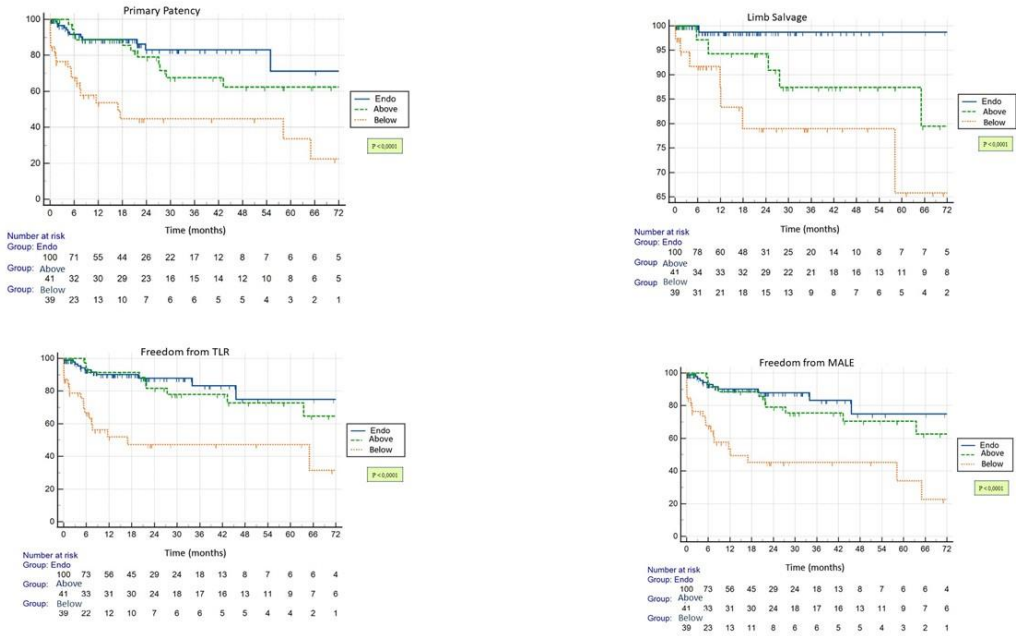 Primary Patency
100
80
60
40
20
0
0 6 12 18 24 30 36 42 48 54 60 66 72
Time (months)
Endo
Above
Below
P < 0,0001
Number at risk
Group: Endo
100 71 55 44 26 22 17 12 8 7 6 6 5
Group: Above
41 32 30 29 23 16 15 14 12 10 8 6 5
Group: Below
39 23 13 10 7 6 6 5 5 4 3 2 1
Limb Salvage
100
95
90
85
80
75
70
65
0 6 12 18 24 30 36 42 48 54 60 66 72
Time (months)
Endo
Above
Below
P < 0,0001
Number at risk
Group: Endo
100 78 60 48 31 25 20 14 10 8 7 7 5
Group Above
41 34 33 32 29 22 21 18 16 13 11 9 8
Group Below
39 31 21 18 15 13 9 8 7 6 5 4 2
Freedom from TLR
100
80
60
40
20
0
0 6 12 18 24 30 36 42 48 54 60 66 72
Time (months)
Endo
Above
Below
P < 0,0001
Number at risk
Group: Endo
100 73 56 45 29 24 18 13 8 7 6 6 4
Group: Above
41 33 31 30 24 18 17 16 13 11 9 7 6
Group: Below
39 22 12 10 7 6 6 5 5 4 4 2 1
Freedom from MALE
100
80
60
40
20
0
0 6 12 18 24 30 36 42 48 54 60 66 72
Time (months)
Endo
Above
Below
P < 0,0001
Number at risk
Group: Endo
100 73 56 45 29 24 18 13 8 7 6 6 4
Group: Above
41 33 31 30 24 18 17 16 13 11 9 7 6
Group: Below
39 23 13 11 8 6 6 5 5 4 3 2 1